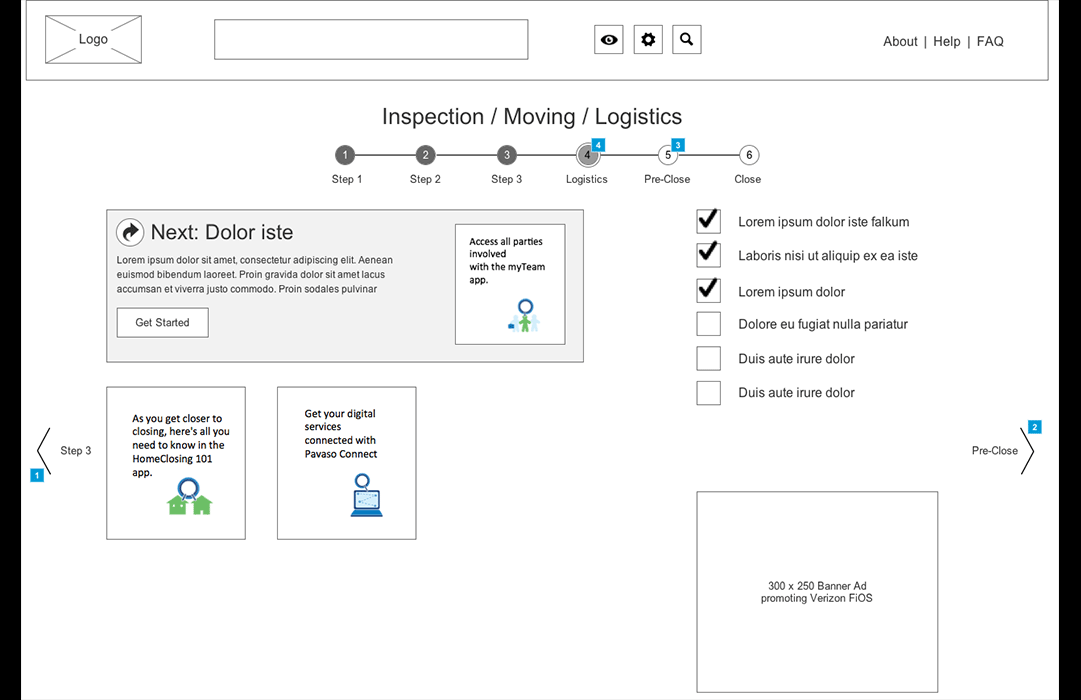 Logo
About | Help | FAQ
Inspection / Moving / Logistics
1 2 3 4 4 5 3 6
Step 1 Step 2 Step 3 Logistics Pre-Close Close
Next: Dolor iste
Lorem ipsum dolor sit amet, consectetur adipiscing elit. Aenean
euismod bibendum laoreet. Proin gravida dolor sit amet lacus
accumsan et viverra justo commodo. Proin sodales pulvinar
Get Started
Access all parties
involved
with the myTeam
app.
Lorem ipsum dolor iste falkum
Laboris nisi ut aliquip ex ea iste
Lorem ipsum dolor
Dolore eu fugiat nulla pariatur
Duis aute irure dolor
Duis aute irure dolor
Step 3
1
As you get closer to
closing, here's all you
need to know in the
HomeClosing 101
app.
Get your digital
services
connected with
Pavaso Connect
2
Pre-Close
300 x 250 Banner Ad
promoting Verizon FiOS